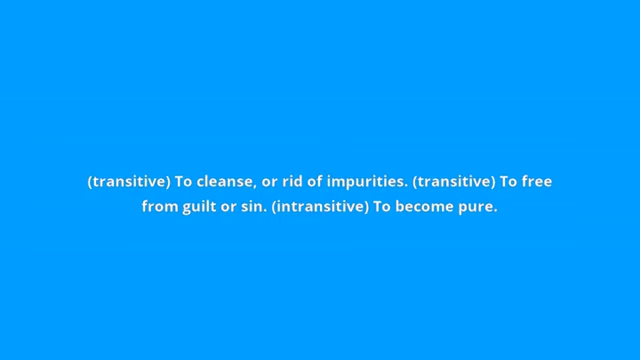 (transitive) To cleanse, or rid of impurities. (transitive) To free
from guilt or sin. (intransitive) To become pure.